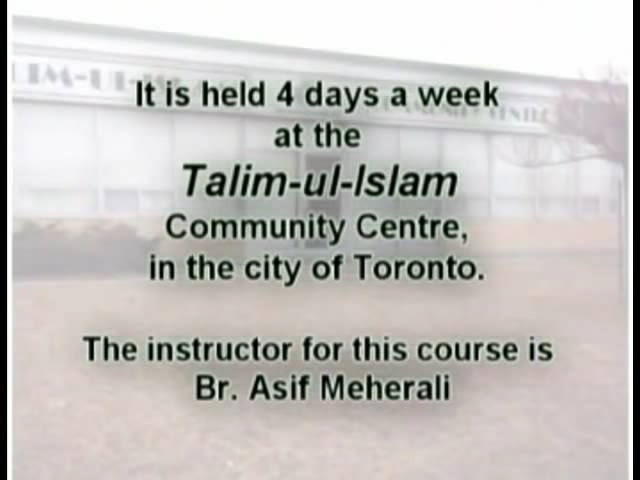 It is held 4 days a week
at the
Talim-ul-Islam
Community Centre,
in the city of Toronto.
The instructor for this course is
Br. Asif Meherali